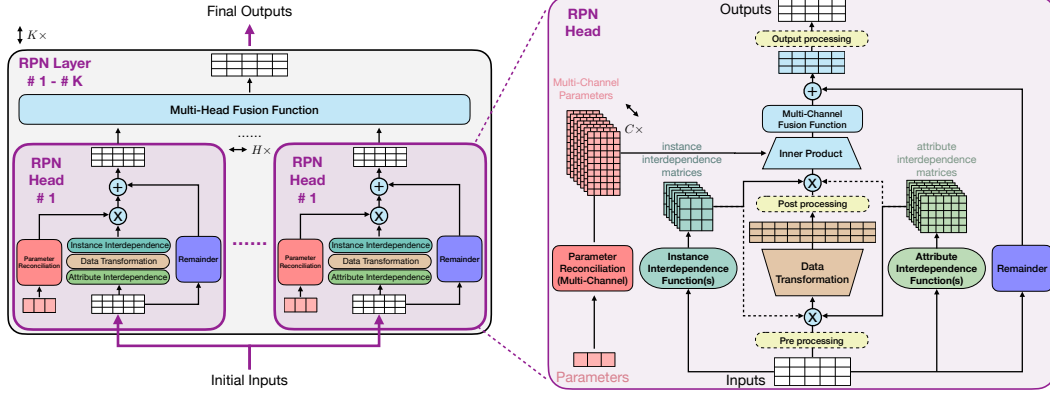 Final Outputs
K×
RPN Layer
# 1 - # K
Multi-Head Fusion Function
......
H×
RPN
Head
# 1
Instance Interdependence
Data Transformation
Attribute Interdependence
Parameter
Reconciliation
Remainder
RPN
Head
# 1
Instance Interdependence
Data Transformation
Attribute Interdependence
Parameter
Reconciliation
Remainder
Initial Inputs
RPN
Head
Outputs
Output processing
Multi-Channel
Parameters
C×
Multi-Channel
Fusion Function
Inner Product
instance
interdependence
matrices
attribute
interdependence
matrices
Post processing
Parameter
Reconciliation
(Multi-Channel)
Instance
Interdependence
Function(s)
Data
Transformation
Attribute
Interdependence
Function(s)
Remainder
Pre processing
Parameters
Inputs